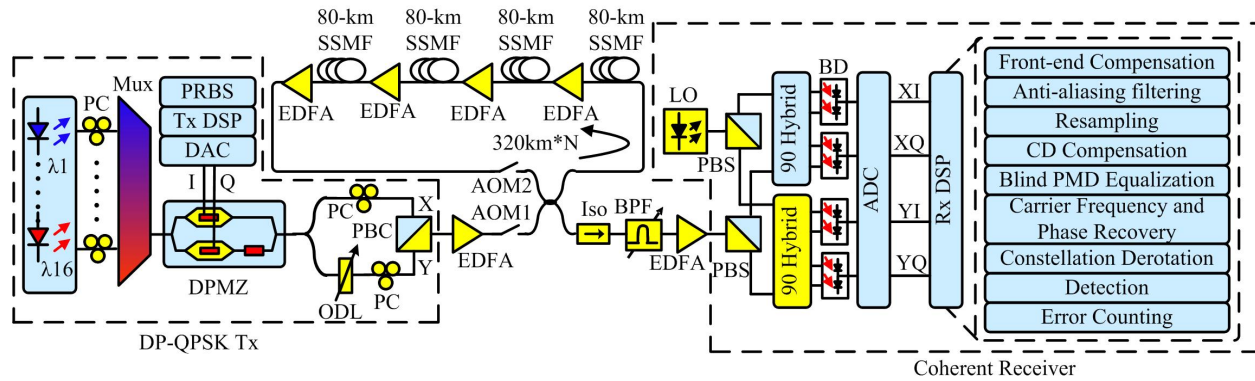 80-km
SSMF
80-km
SSMF
80-km
SSMF
80-km
SSMF
EDFA
EDFA
EDFA
EDFA
320km*N
AOM2
AOM1
PC
Mux
λ1
λ16
PRBS
Tx DSP
DAC
I
Q
DPMZ
PC
X
PBC
Y
ODL
PC
EDFA
DP-QPSK Tx
Iso
BPF
EDFA
LO
PBS
PBS
90 Hybrid
90 Hybrid
BD
ADC
XI
XQ
YI
YQ
Rx DSP
Front-end Compensation
Anti-aliasing filtering
Resampling
CD Compensation
Blind PMD Equalization
Carrier Frequency and
Phase Recovery
Constellation Derotation
Detection
Error Counting
Coherent Receiver